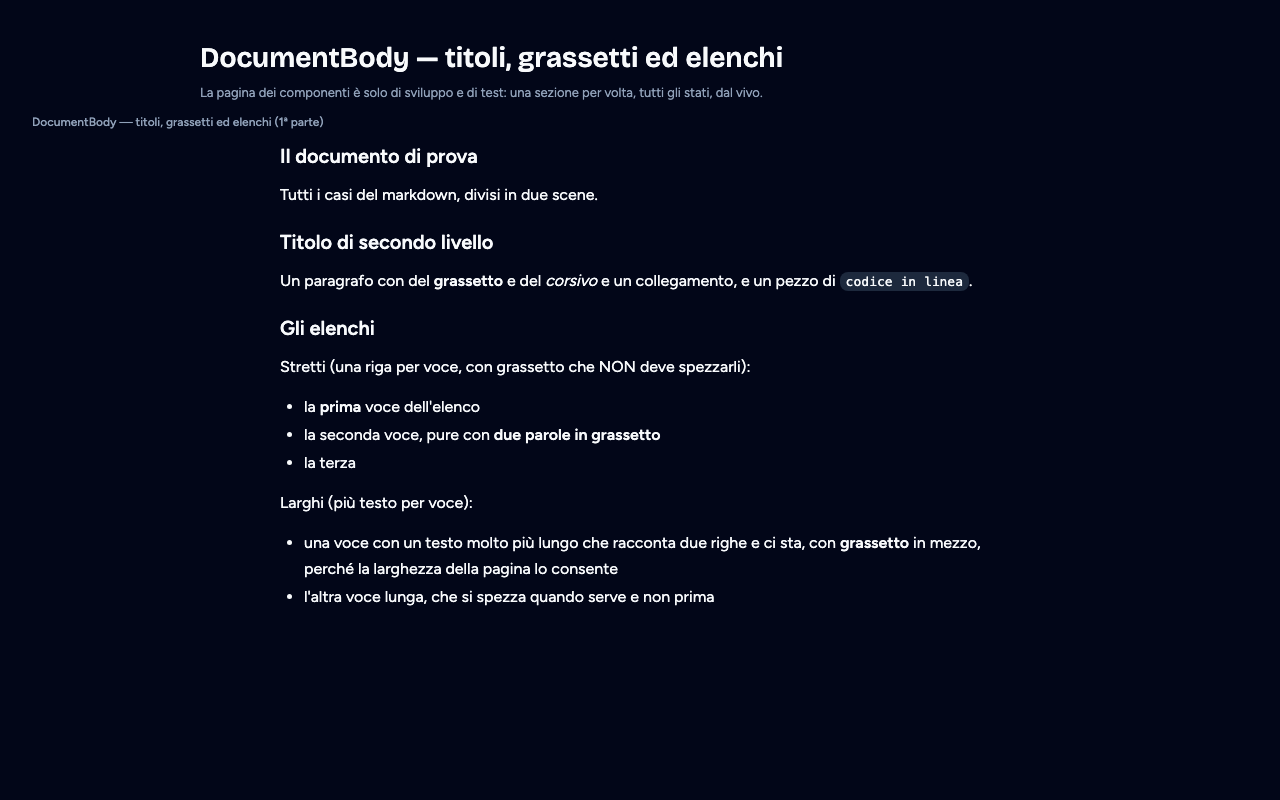 DocumentBody — titoli, grassetti ed elenchi
La pagina dei componenti è solo di sviluppo e di test: una sezione per volta, tutti gli stati, dal vivo.
DocumentBody — titoli, grassetti ed elenchi (1ª parte)
Il documento di prova
Tutti i casi del markdown, divisi in due scene.
Titolo di secondo livello
Un paragrafo con del grassetto e del corsivo e un collegamento, e un pezzo di codice in linea.
Gli elenchi
Stretti (una riga per voce, con grassetto che NON deve spezzarli):
• la prima voce dell'elenco
• la seconda voce, pure con due parole in grassetto
• la terza
Larghi (più testo per voce):
• una voce con un testo molto più lungo che racconta due righe e ci sta, con grassetto in mezzo,
perché la larghezza della pagina lo consente
• l'altra voce lunga, che si spezza quando serve e non prima